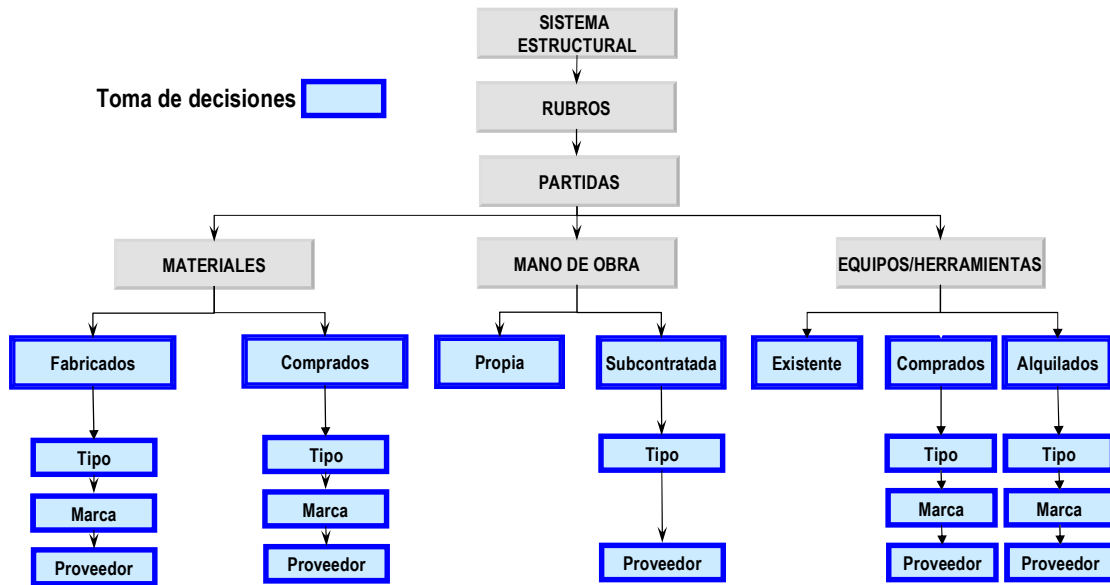 SISTEMA
ESTRUCTURAL
Toma de decisiones
RUBROS
PARTIDAS
MATERIALES
MANO DE OBRA
EQUIPOS/HERRAMIENTAS
Fabricados
Comprados
Propia
Subcontratada
Existente
Comprados
Alquilados
Tipo
Tipo
Tipo
Tipo
Tipo
Marca
Marca
Marca
Marca
Proveedor
Proveedor
Proveedor
Proveedor
Proveedor